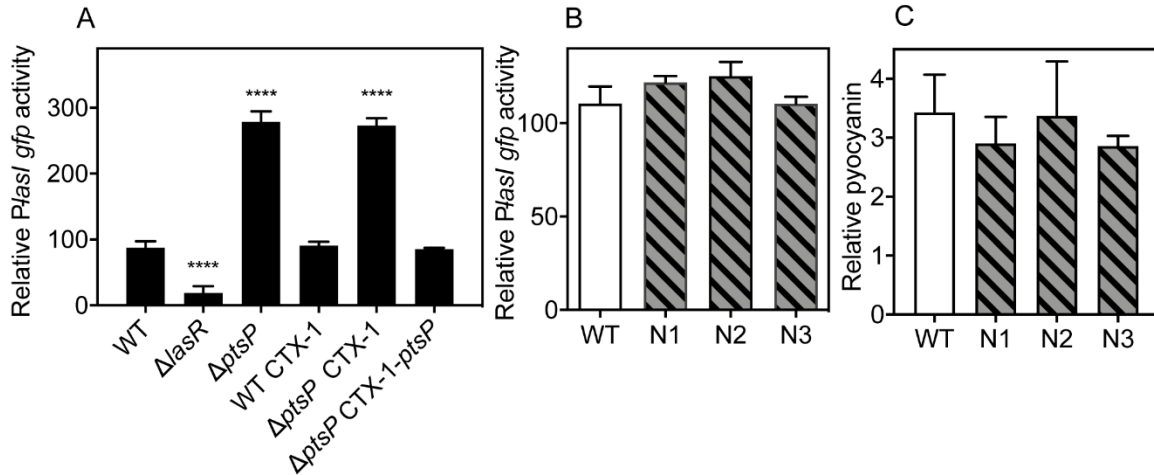 A
Relative PlasI gfp activity
300
200
100
0
****
****
****
WT
ΔlasR
ΔptsP
WT CTX-1
ΔptsP CTX-1
ΔptsP CTX-1-ptsP
B
Relative PlasI gfp activity
100
50
0
WT
N1
N2
N3
C
Relative pyocyanin
4
3
2
1
0
WT
N1
N2
N3